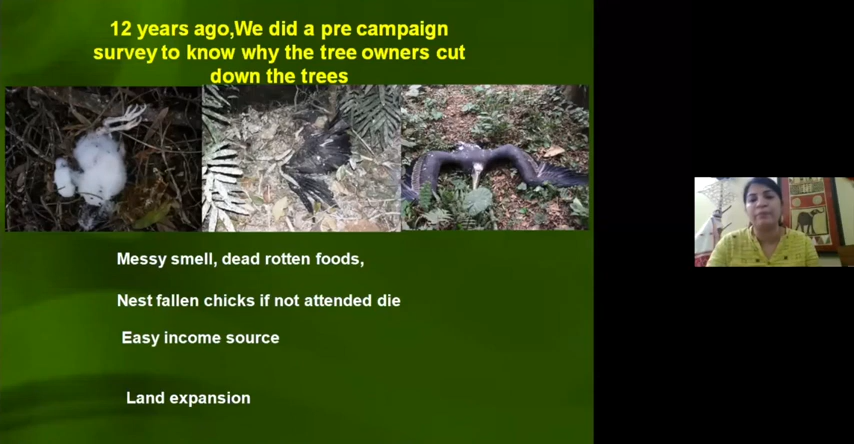 12 years ago,We did a pre campaign
survey to know why the tree owners cut
down the trees
Messy smell, dead rotten foods,
Nest fallen chicks if not attended die
Easy income source
Land expansion